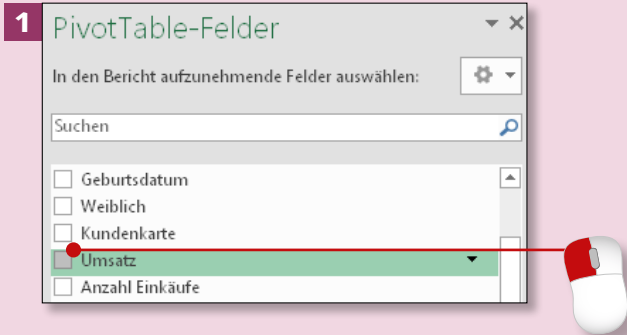 1
PivotTable-Felder
In den Bericht aufzunehmende Felder auswählen:
Suchen
Geburtsdatum
Weiblich
Kundenkarte
Umsatz
Anzahl Einkäufe